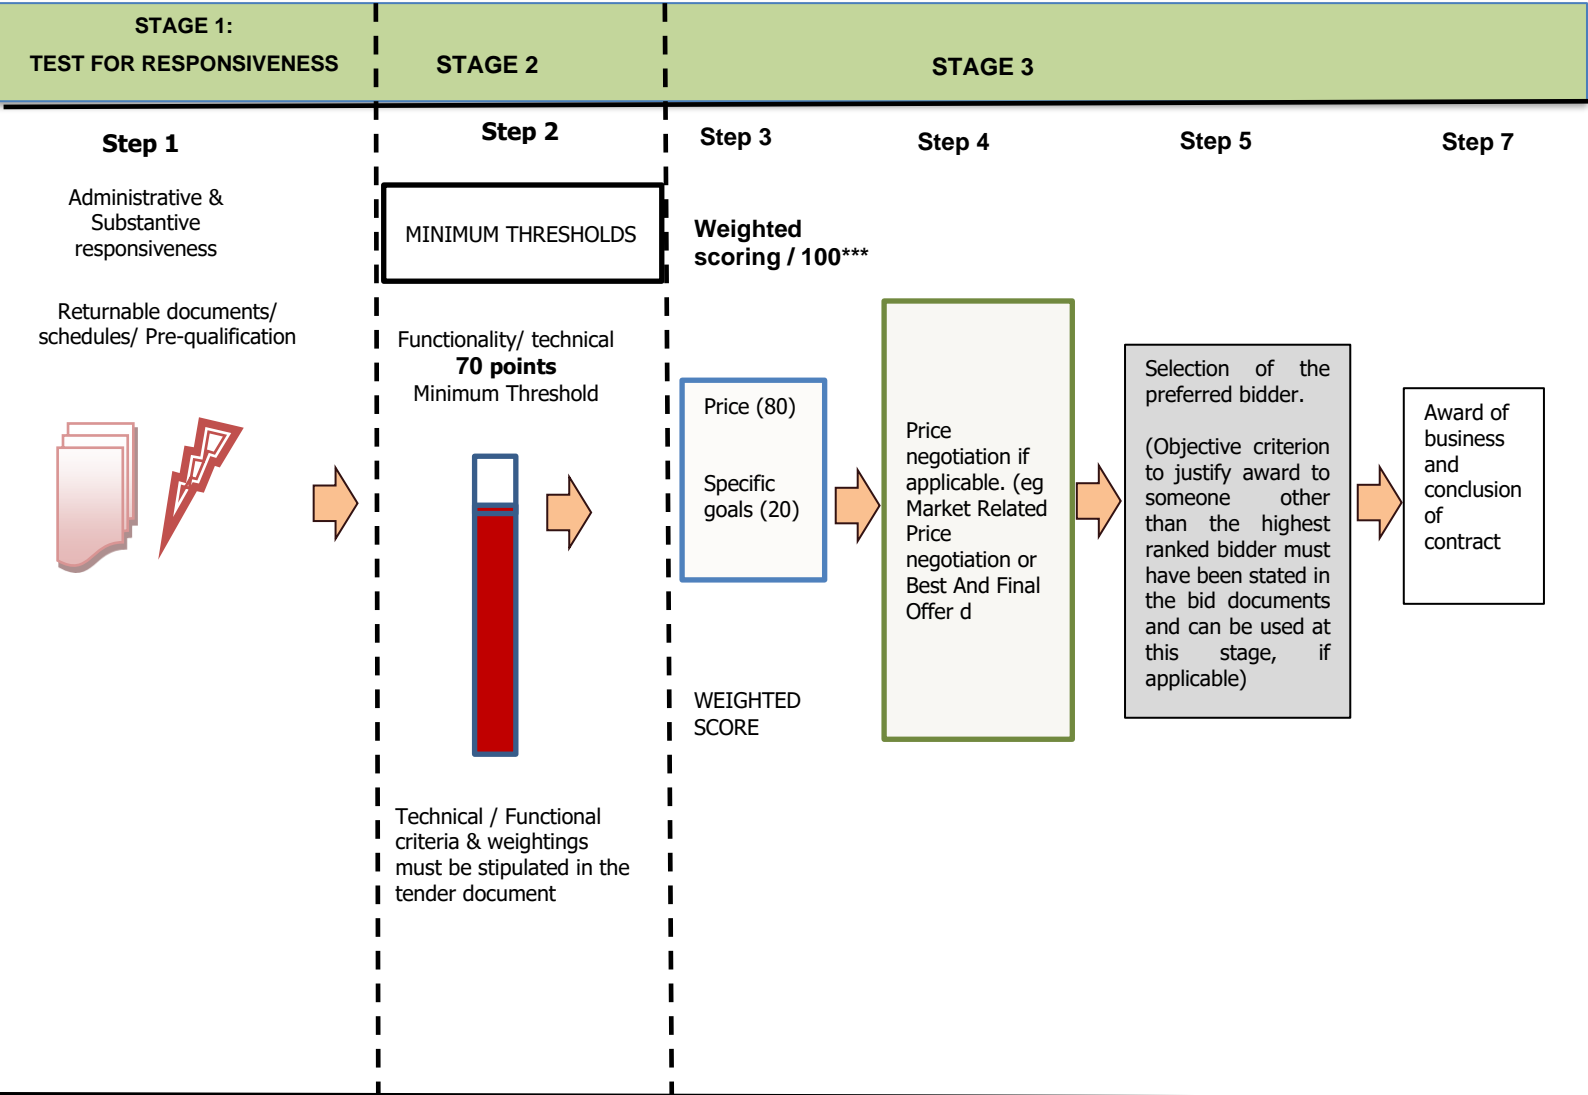 STAGE 1:
TEST FOR RESPONSIVENESS
STAGE 2
STAGE 3
Step 1
Administrative &
Substantive
responsiveness
Returnable documents/
schedules/ Pre-qualification
Step 2
MINIMUM THRESHOLDS
Functionality/ technical
70 points
Minimum Threshold
Technical / Functional
criteria & weightings
must be stipulated in the
tender document
Step 3
Weighted
scoring / 100***
Price (80)
Specific
goals (20)
WEIGHTED
SCORE
Step 4
Price
negotiation if
applicable. (eg
Market Related
Price
negotiation or
Best And Final
Offer d
Step 5
Selection of the
preferred bidder.
(Objective criterion
to justify award to
someone other
than the highest
ranked bidder must
have been stated in
the bid documents
and can be used at
this stage, if
applicable)
Step 7
Award of
business
and
conclusion
of
contract